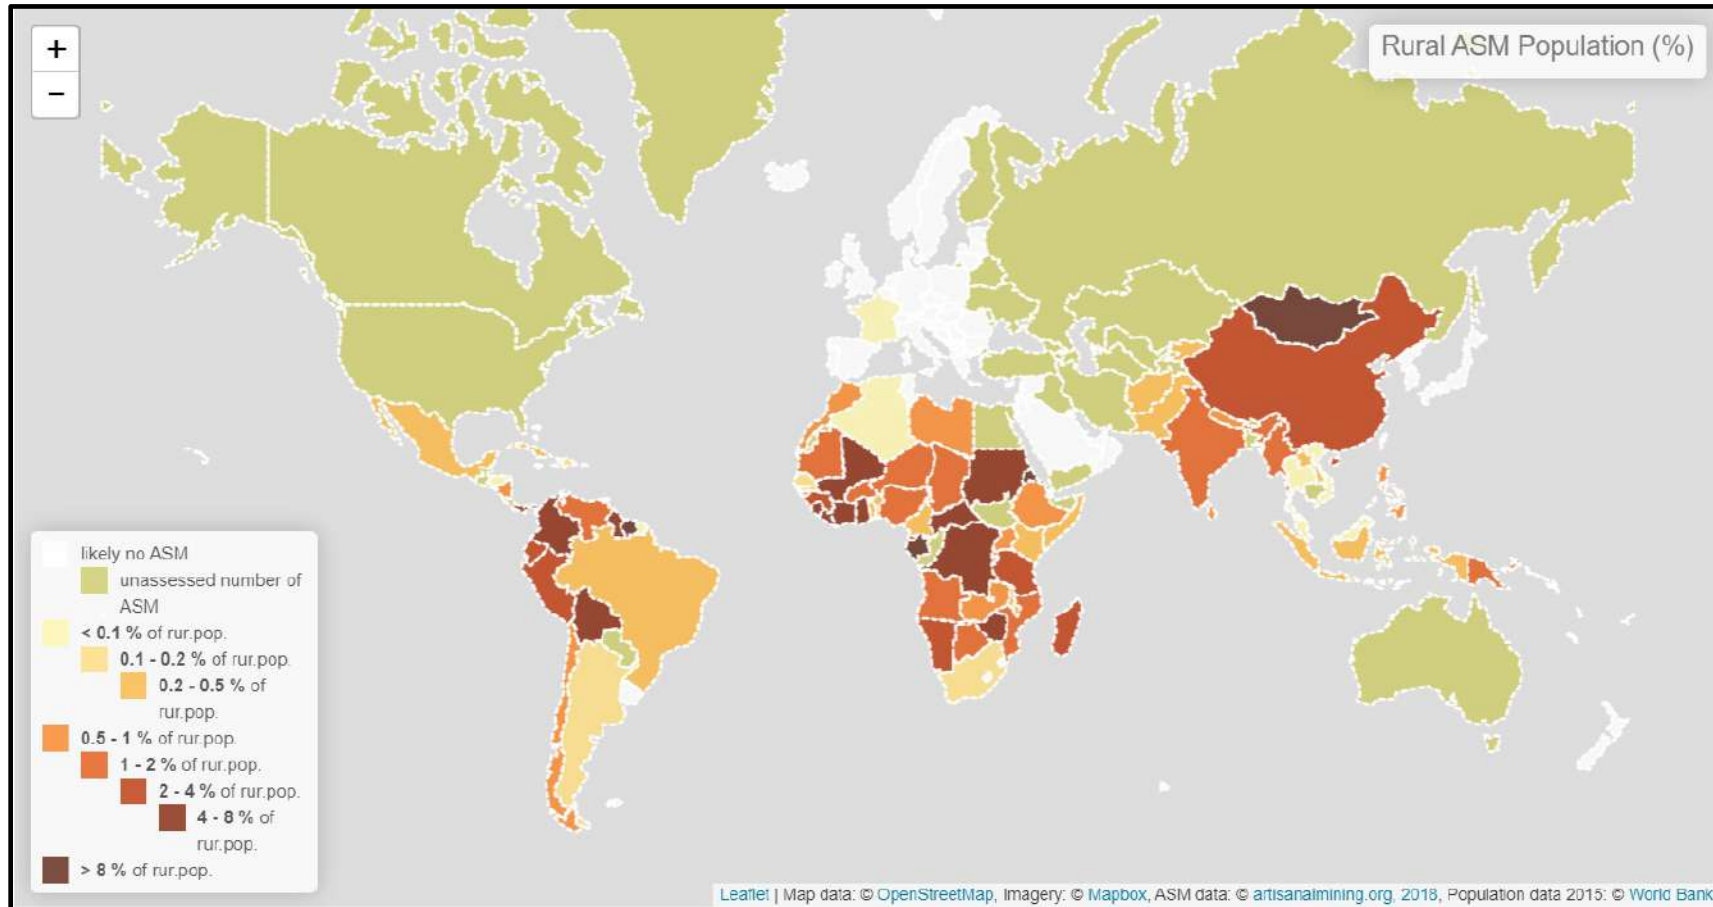 +
−
Rural ASM Population (%)
likely no ASM
unassessed number of
ASM
< 0.1 % of rur.pop.
0.1 - 0.2 % of rur.pop.
0.2 - 0.5 % of
rur.pop.
0.5 - 1 % of rur.pop.
1 - 2 % of rur.pop.
2 - 4 % of rur.pop.
4 - 8 % of
rur.pop.
> 8 % of rur.pop.
Leaflet | Map data: © OpenStreetMap, Imagery: © Mapbox, ASM data: © artisanalmining.org, 2018, Population data 2015: © World Bank